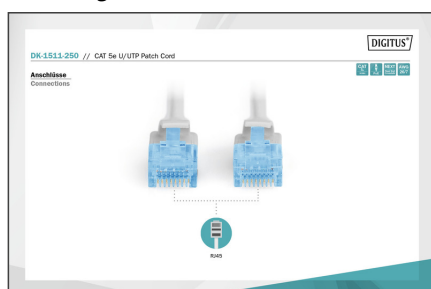 DIGITUS®
DK-1511-250 // CAT 5e U/UTP Patch Cord
Anschlüsse
Connections
RJ45